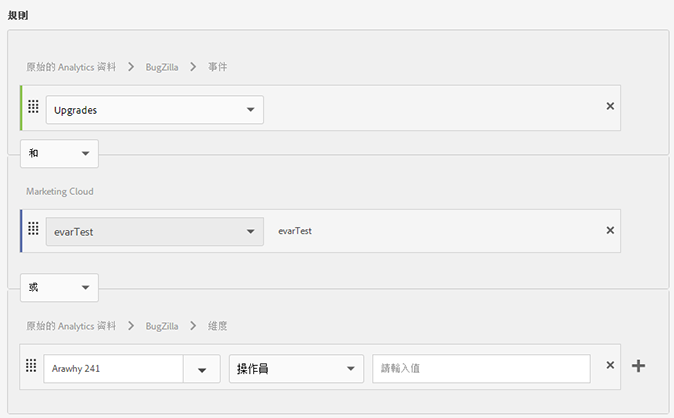 規則
原始的 Analytics 資料 > BugZilla > 事件
Upgrades
和
Marketing Cloud
evarTest evarTest
或
原始的 Analytics 資料 > BugZilla > 維度
Arawhy 241 操作員 請輸入值